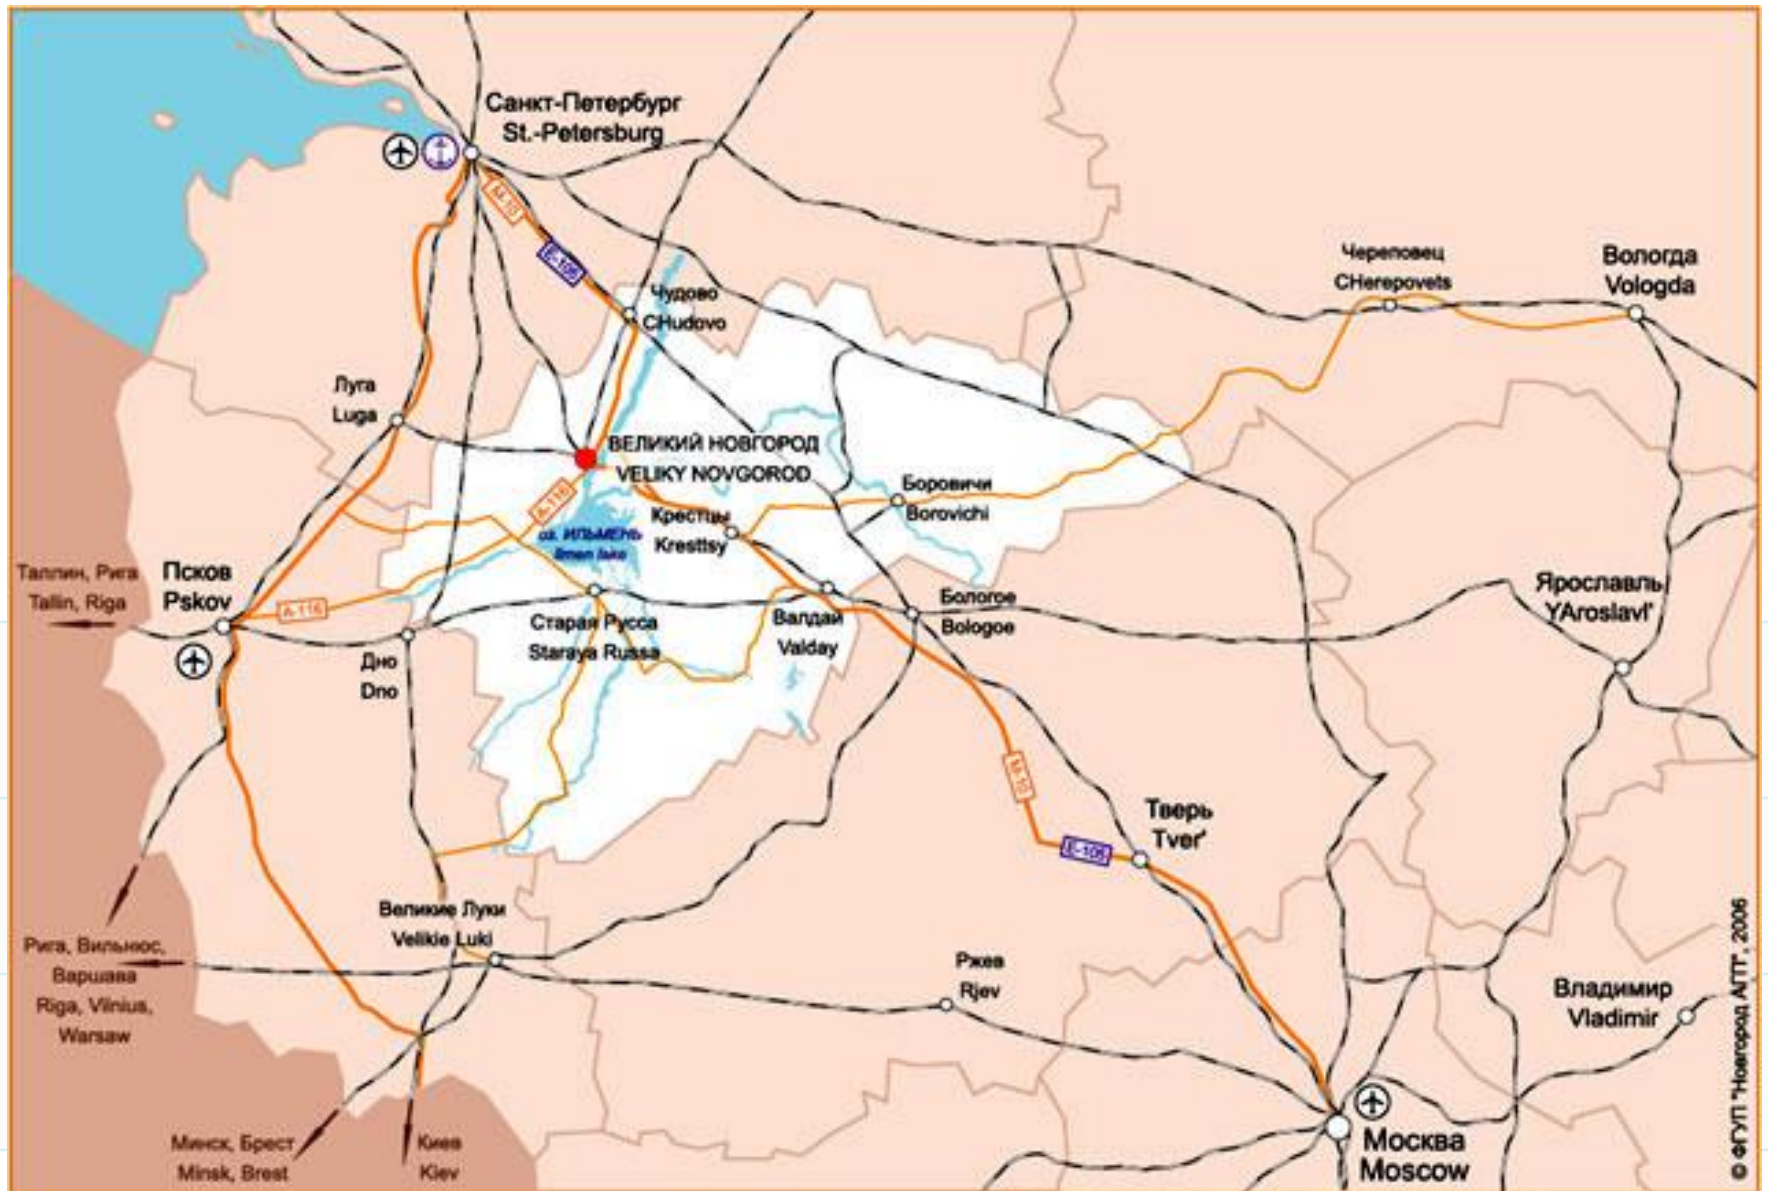 Санкт-Петербург
St.-Petersburg
М-10
E-105
Чудово
CHudovo
Череповец
CHerepovets
Вологда
Vologda
Луга
Luga
ВЕЛИКИЙ НОВГОРОД
VELIKY NOVGOROD
А-116
Боровичи
Borovichi
Крестцы
Kresttsy
оз. ИЛЬМЕНЬ
Ilmen lake
Таллин, Рига
Tallin, Riga
Псков
Pskov
А-116
Ярославль
YAroslavl'
Бологое
Bologoe
Старая Русса
Staraya Russa
Валдай
Valday
Дно
Dno
М-10
Тверь
Tver'
E-105
Великие Луки
Velikie Luki
Рига, Вильнюс,
Варшава
Riga, Vilnius,
Warsaw
Ржев
Rjev
Владимир
Vladimir
Минск, Брест
Minsk, Brest
Киев
Kiev
Москва
Moscow
© ФГУП "Новгород АГП", 2006